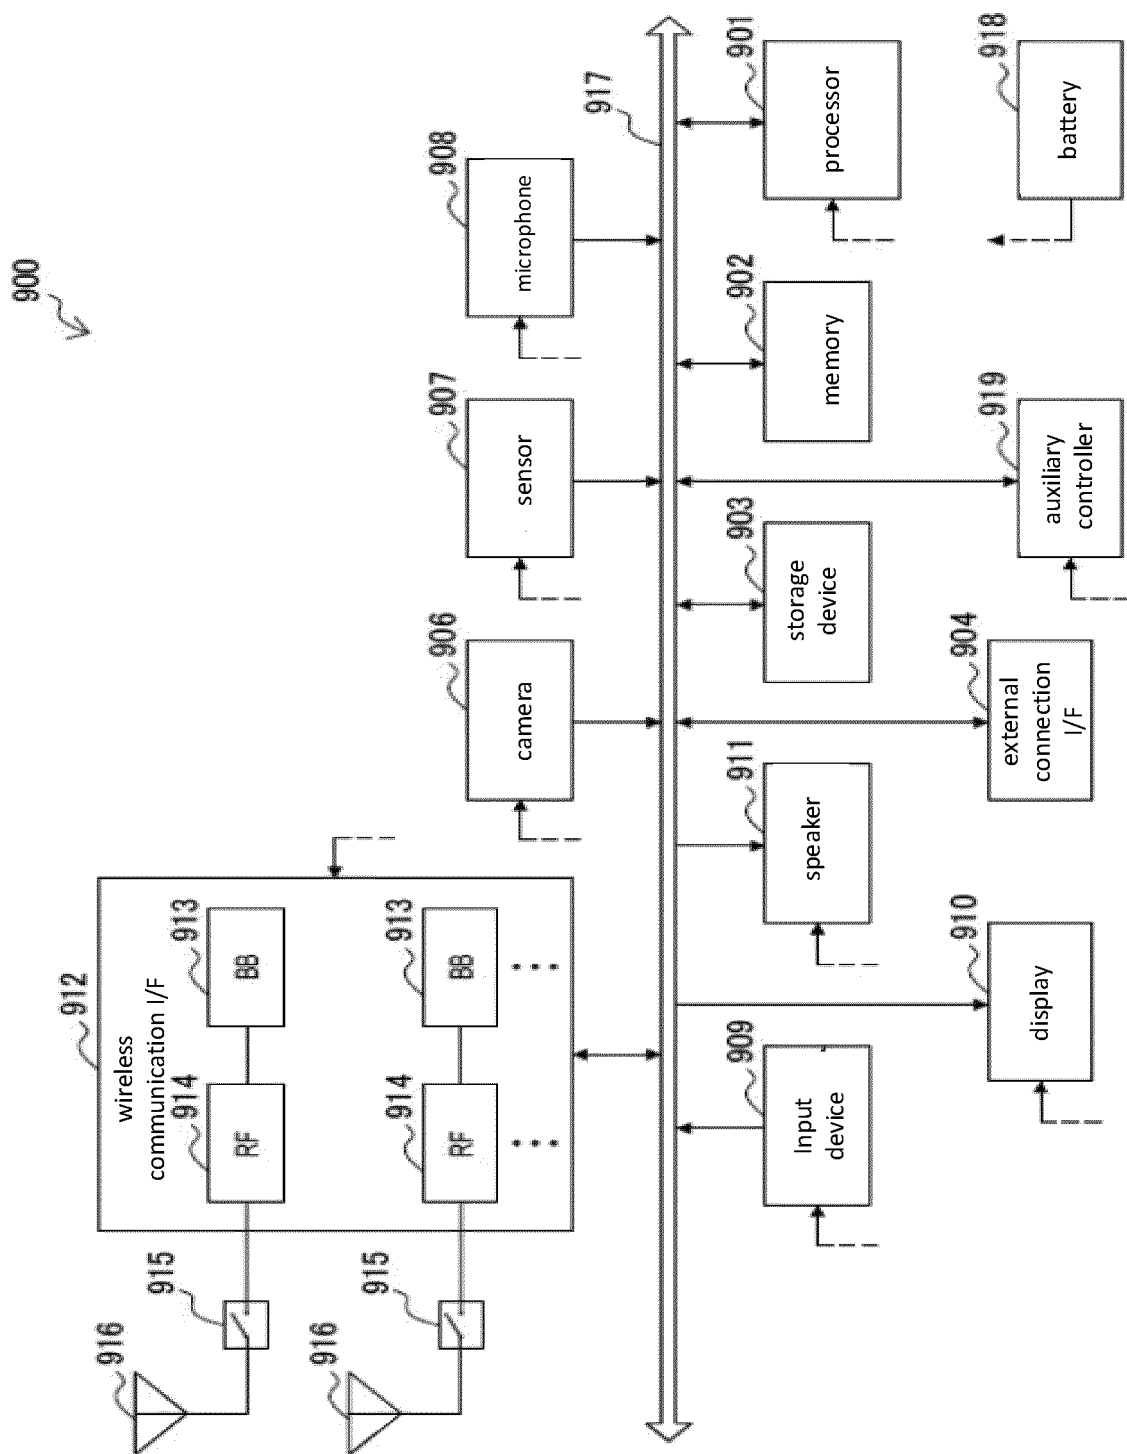 900
916
915
912
wireless
communication I/F
914
RF
913
BB
916
915
914
RF
913
BB
906
camera
907
sensor
908
microphone
917
909
Input
device
911
speaker
903
storage
device
902
memory
901
processor
910
display
904
external
connection
I/F
919
auxiliary
controller
918
battery